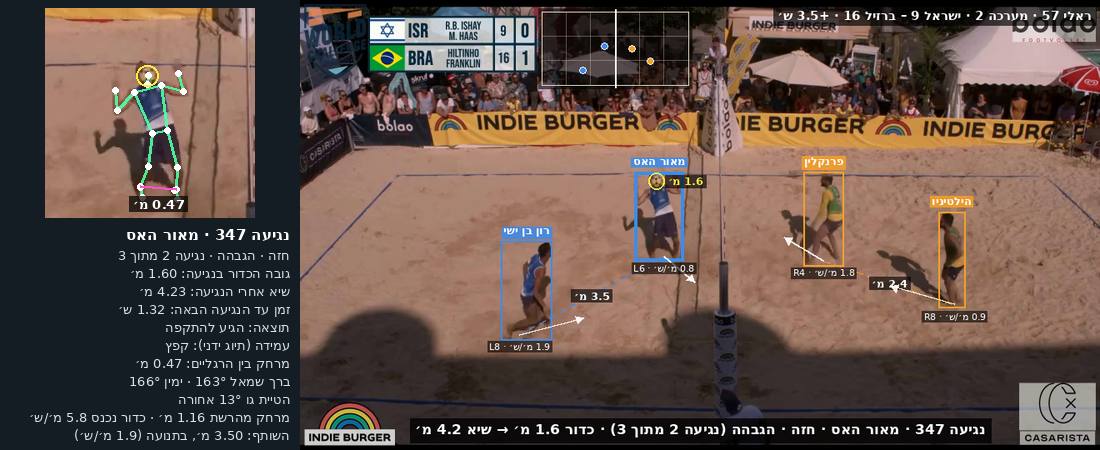 ראלי 57 · מערכה 2 · ישראל 9 – ברזיל 16 · +3.5 ש׳
ISR R.B. ISHAY M. HAAS 9 0
BRA HILTINHO FRANKLIN 16 1
INDIE BURGER
bolao
FOOTVOLLEY
bolao
INDIE BURGER
E BURGER
INDIE BURGER
CASARISTA
bolao
מאור האס
1.6 מ׳
פרנקלין
הילטיניו
רון בן ישי
L6 · 0.8 מ׳/ש׳
R4 · 1.8 מ׳/ש׳
2.4 מ׳
3.5 מ׳
R8 · 0.9 מ׳/ש׳
L8 · 1.9 מ׳/ש׳
0.47 מ׳
נגיעה 347 · מאור האס
חזה · הגבהה · נגיעה 2 מתוך 3
גובה הכדור בנגיעה: 1.60 מ׳
שיא אחרי הנגיעה: 4.23 מ׳
זמן עד הנגיעה הבאה: 1.32 ש׳
תוצאה: הגיע להתקפה
עמידה (תיוג ידני): קפץ
מרחק בין הרגליים: 0.47 מ׳
ברך שמאל 163° · ימין 166°
הטיית גו 13° אחורה
מרחק מהרשת 1.16 מ׳ · כדור נכנס 5.8 מ׳/ש׳
השותף: 3.50 מ׳, בתנועה (1.9 מ׳/ש׳)
נגיעה 347 · מאור האס · חזה · הגבהה (נגיעה 2 מתוך 3) · כדור 1.6 מ׳ → שיא 4.2 מ׳
INDIE BURGER
CASARISTA